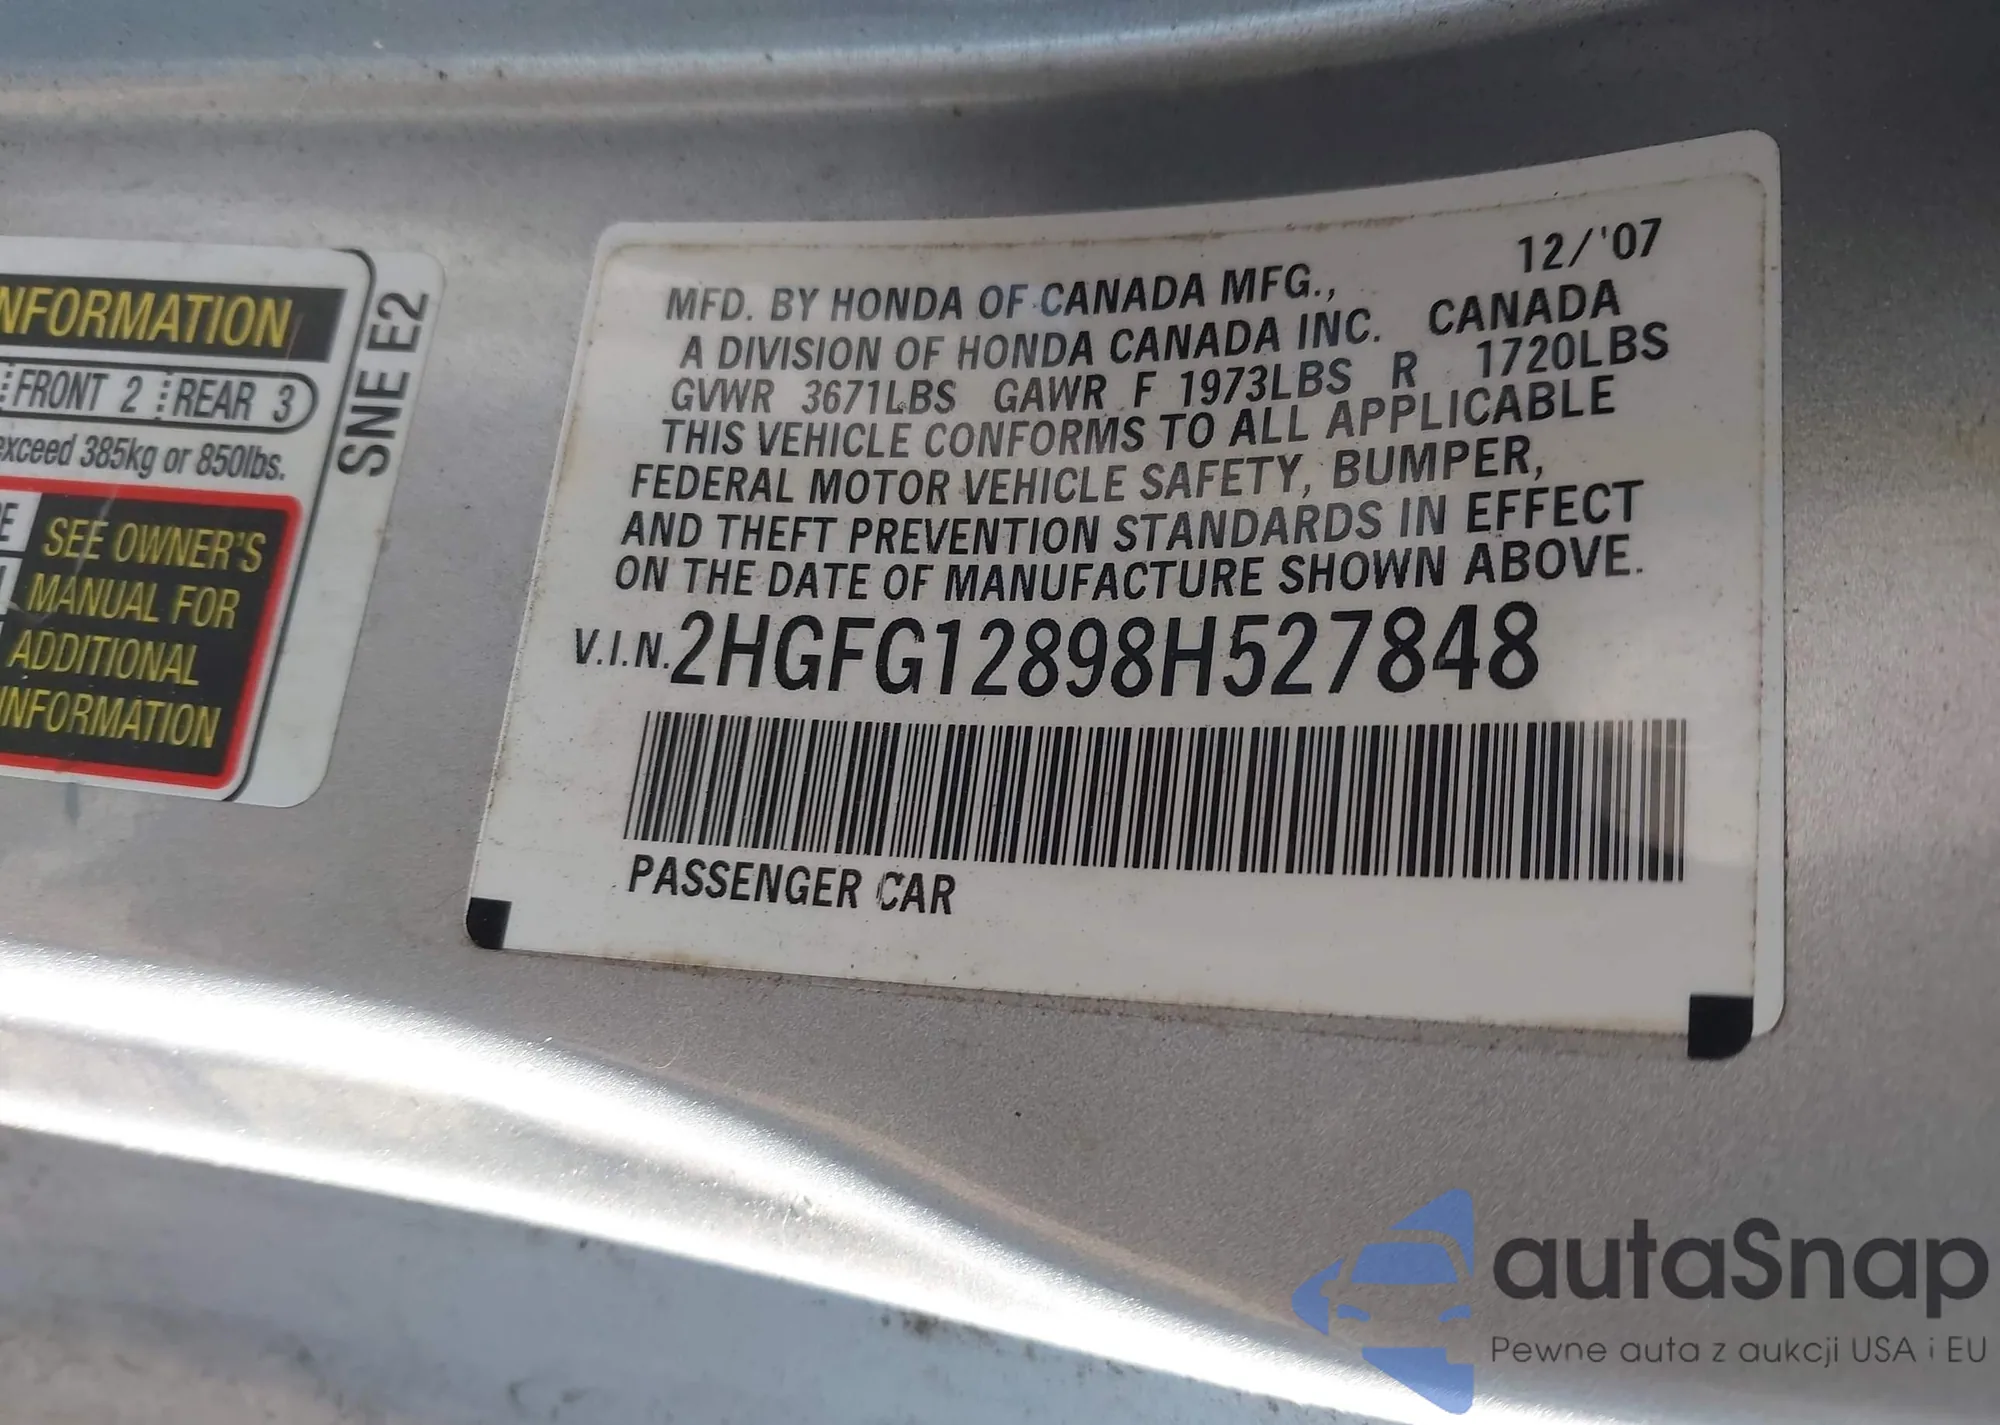 NFORMATION
FRONT 2 REAR 3
exceed 385kg or 850lbs.
SEE OWNER'S
MANUAL FOR
ADDITIONAL
INFORMATION
SNE E2
12/'07
MFD. BY HONDA OF CANADA MFG.,
A DIVISION OF HONDA CANADA INC. CANADA
GVWR 3671LBS GAWR F 1973LBS R 1720LBS
THIS VEHICLE CONFORMS TO ALL APPLICABLE
FEDERAL MOTOR VEHICLE SAFETY, BUMPER,
AND THEFT PREVENTION STANDARDS IN EFFECT
ON THE DATE OF MANUFACTURE SHOWN ABOVE.
V.I.N. 2HGFG12898H527848
PASSENGER CAR
autaSnap
Pewne auta z aukcji USA i EU